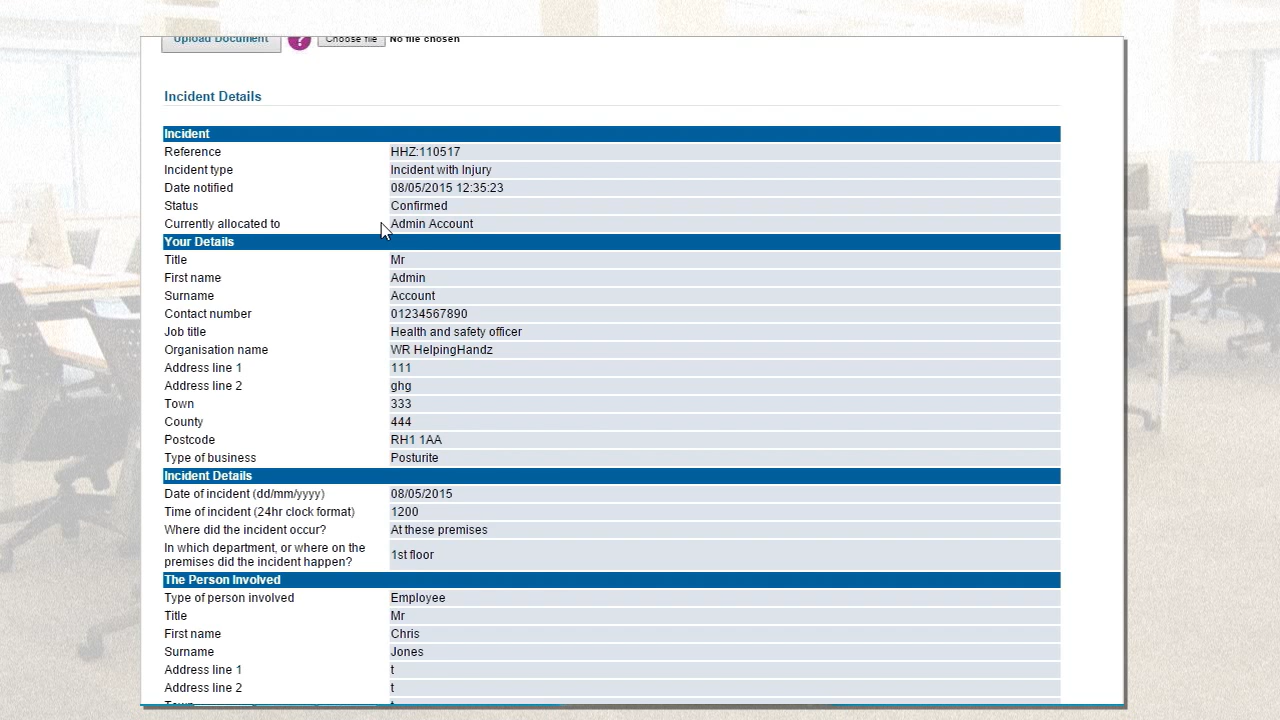 Upload Document ? Choose file No file chosen
Incident Details
Incident
Reference HHZ:110517
Incident type Incident with Injury
Date notified 08/05/2015 12:35:23
Status Confirmed
Currently allocated to Admin Account
Your Details
Title Mr
First name Admin
Surname Account
Contact number 01234567890
Job title Health and safety officer
Organisation name WR HelpingHandz
Address line 1 111
Address line 2 ghg
Town 333
County 444
Postcode RH1 1AA
Type of business Posturite
Incident Details
Date of incident (dd/mm/yyyy) 08/05/2015
Time of incident (24hr clock format) 1200
Where did the incident occur? At these premises
In which department, or where on the
premises did the incident happen? 1st floor
The Person Involved
Type of person involved Employee
Title Mr
First name Chris
Surname Jones
Address line 1 t
Address line 2 t